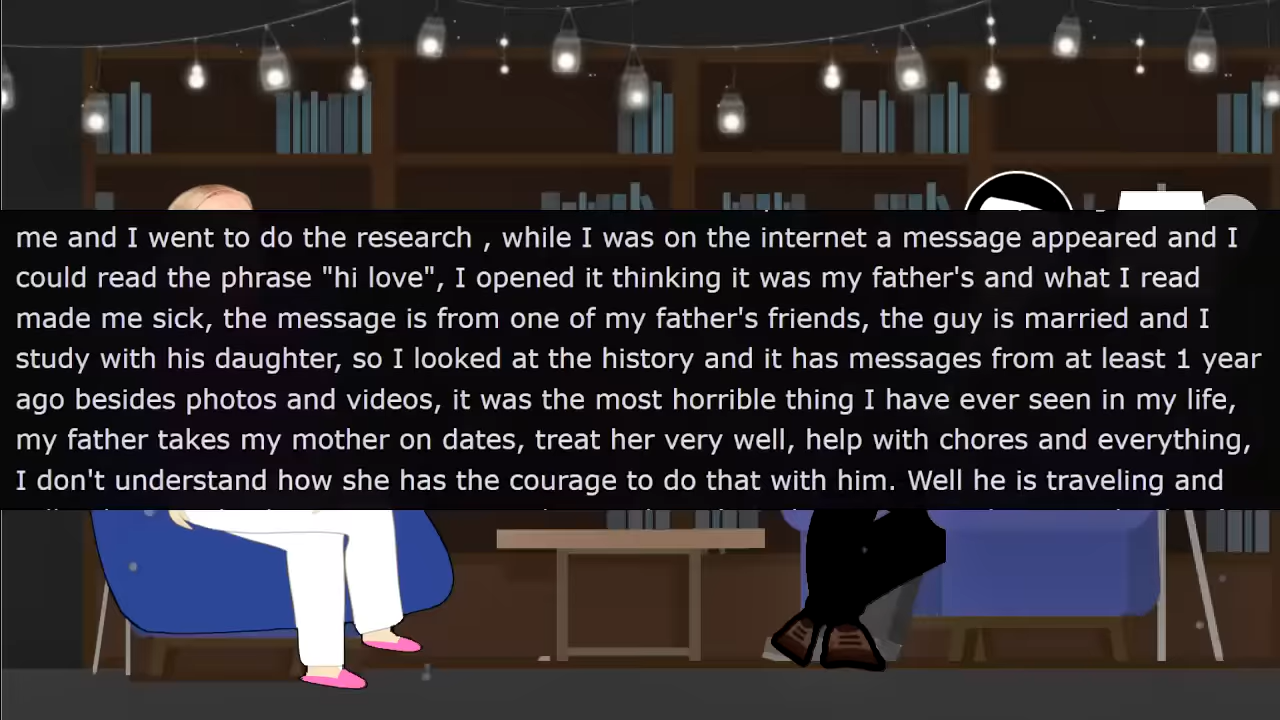 me and I went to do the research , while I was on the internet a message appeared and I
could read the phrase "hi love", I opened it thinking it was my father's and what I read
made me sick, the message is from one of my father's friends, the guy is married and I
study with his daughter, so I looked at the history and it has messages from at least 1 year
ago besides photos and videos, it was the most horrible thing I have ever seen in my life,
my father takes my mother on dates, treat her very well, help with chores and everything,
I don't understand how she has the courage to do that with him. Well he is traveling and